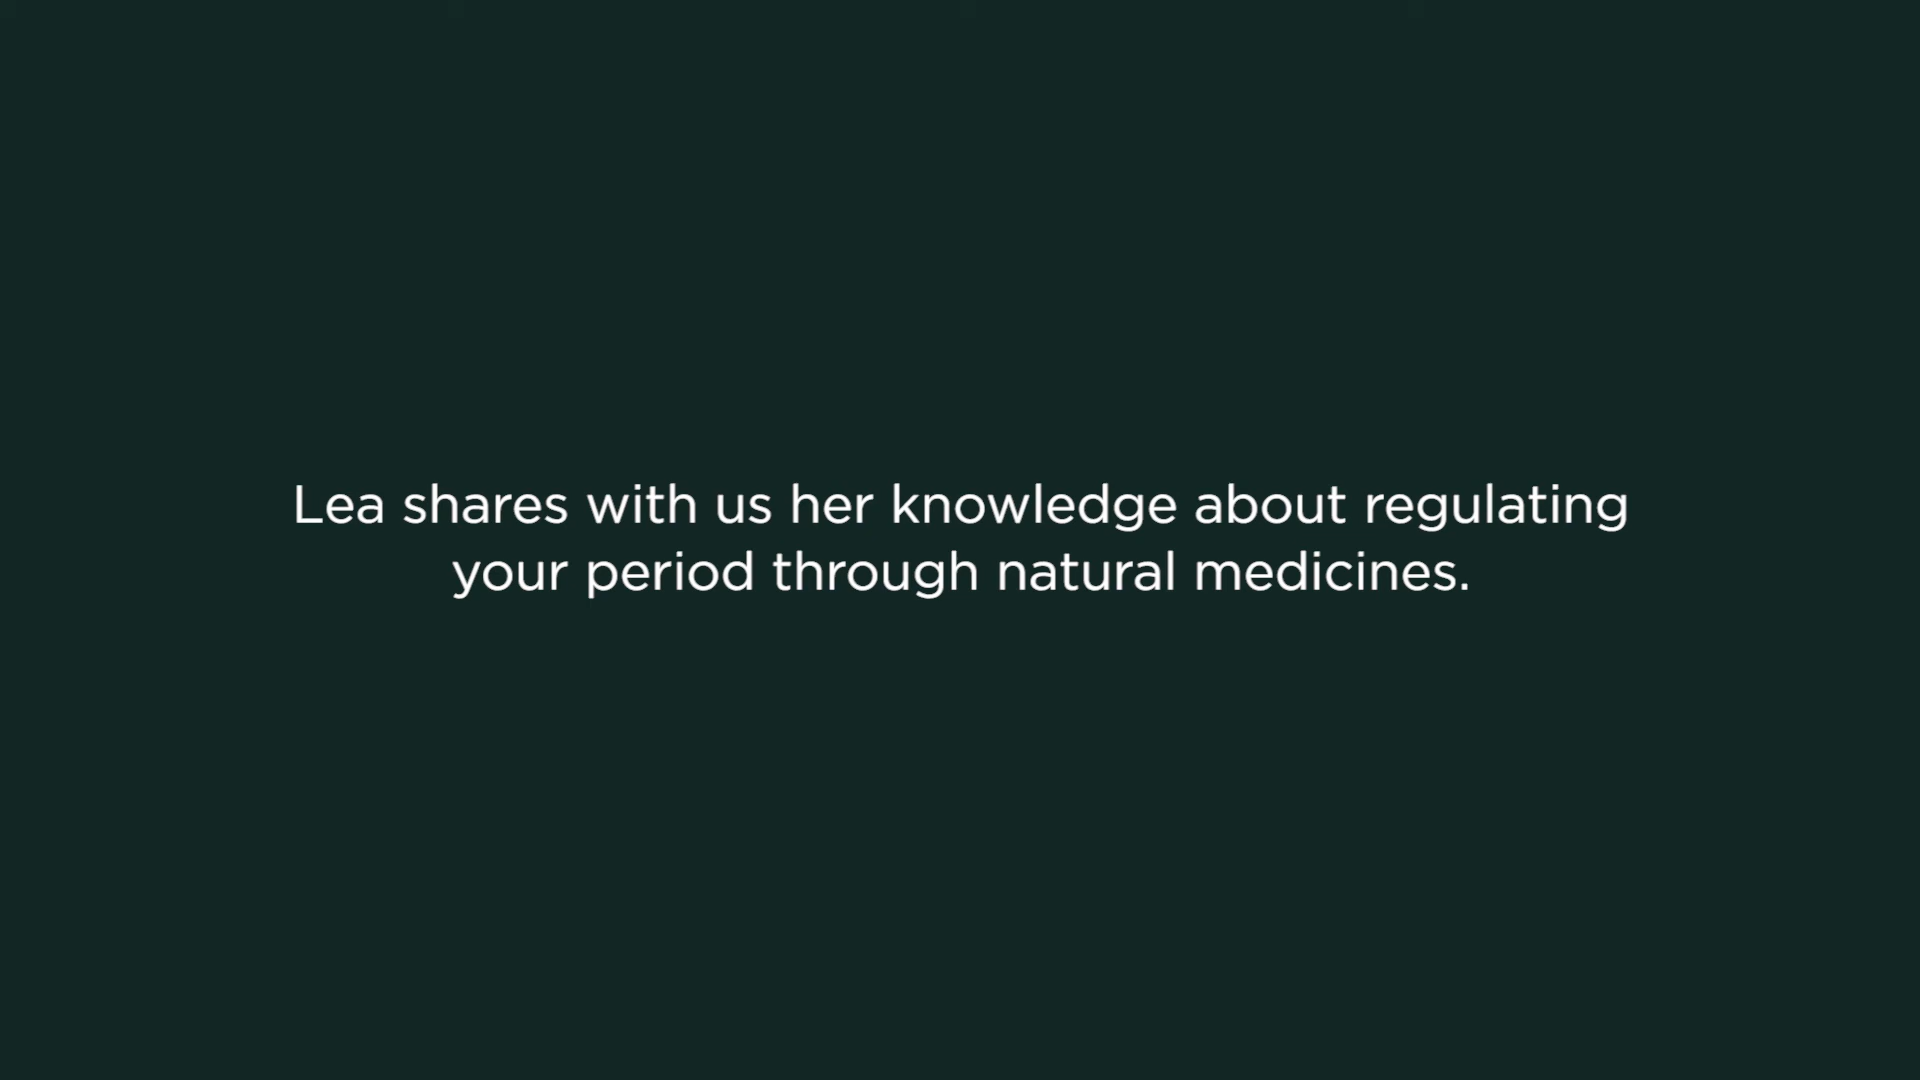 Lea shares with us her knowledge about regulating
your period through natural medicines.